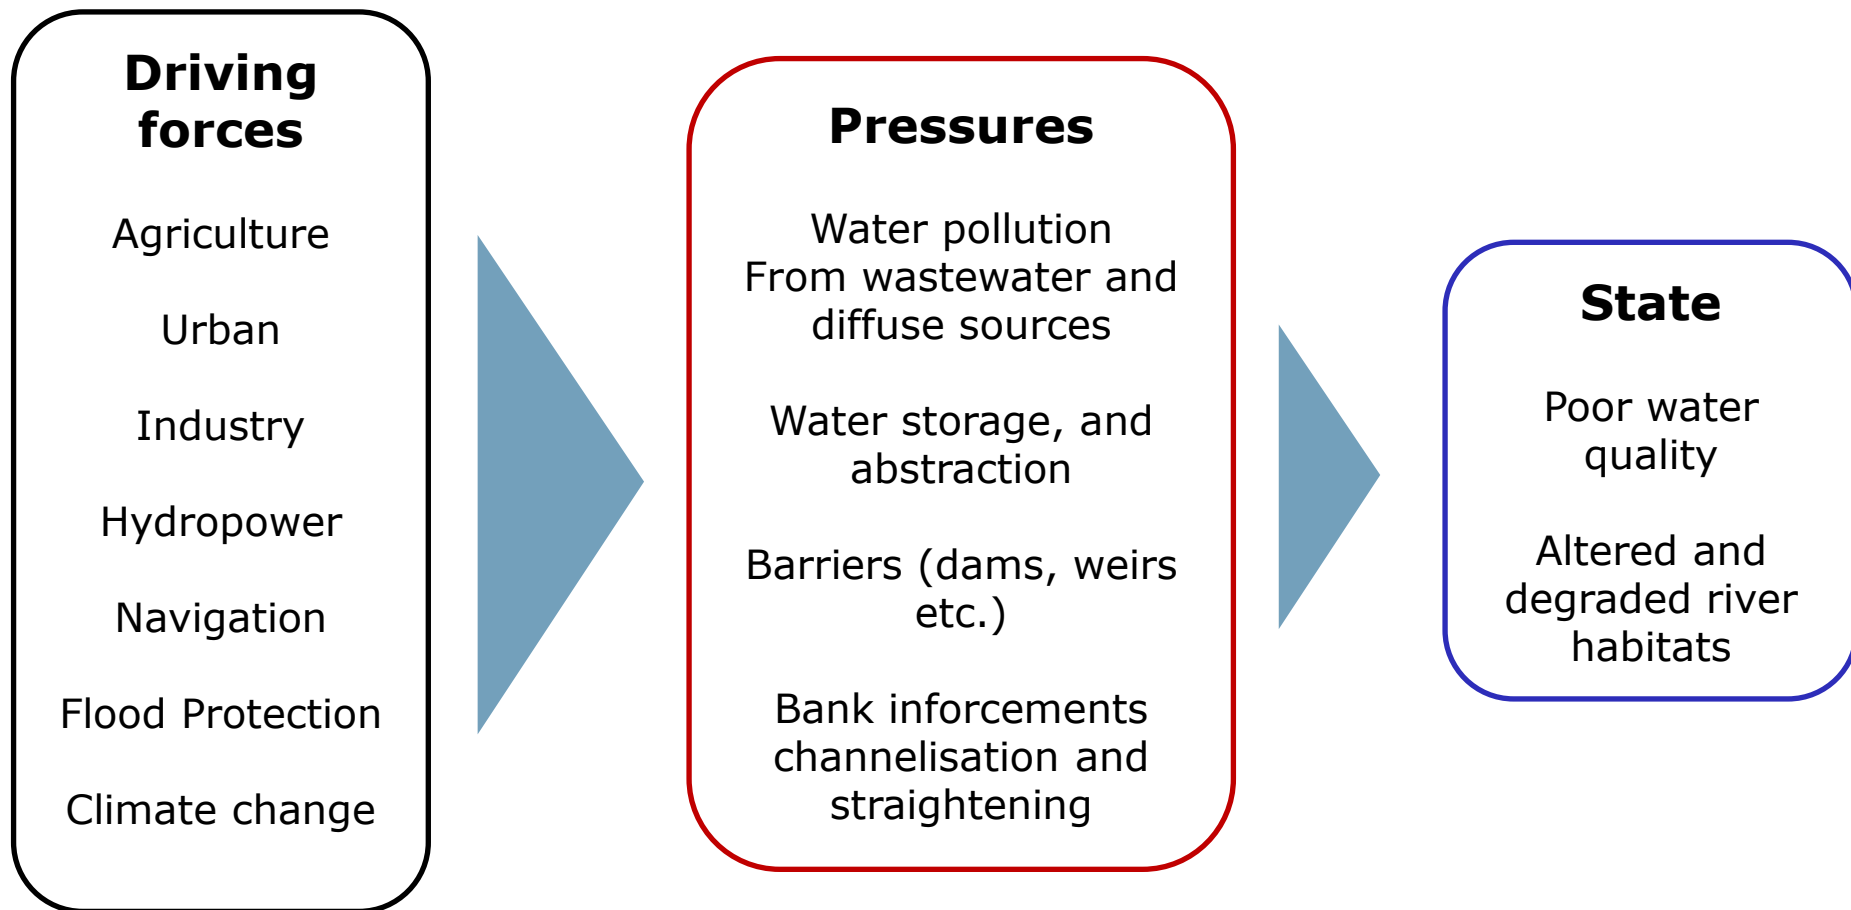 Driving
forces
Agriculture
Urban
Industry
Hydropower
Navigation
Flood Protection
Climate change
Pressures
Water pollution
From wastewater and
diffuse sources
Water storage, and
abstraction
Barriers (dams, weirs
etc.)
Bank inforcements
channelisation and
straightening
State
Poor water
quality
Altered and
degraded river
habitats